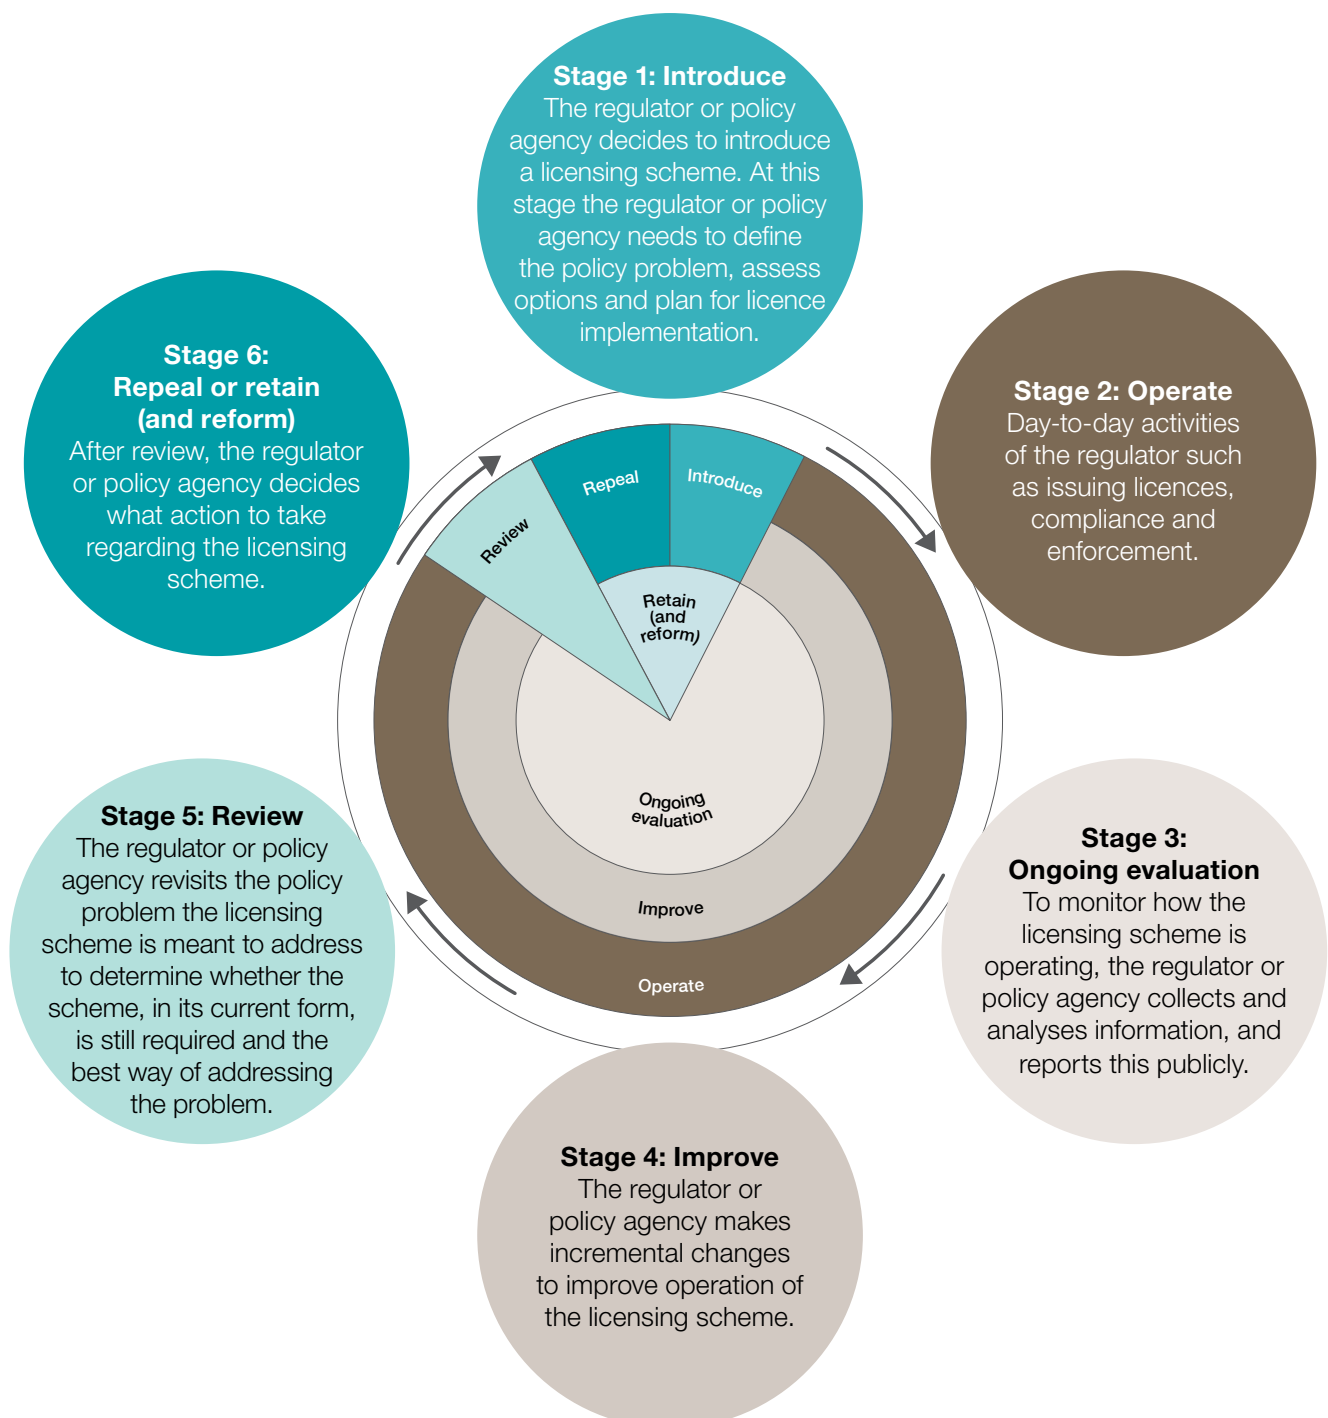 Stage 1: Introduce
The regulator or policy
agency decides to introduce
a licensing scheme. At this
stage the regulator or policy
agency needs to define
the policy problem, assess
options and plan for licence
implementation.
Stage 2: Operate
Day-to-day activities
of the regulator such
as issuing licences,
compliance and
enforcement.
Stage 3:
Ongoing evaluation
To monitor how the
licensing scheme is
operating, the regulator or
policy agency collects and
analyses information, and
reports this publicly.
Stage 4: Improve
The regulator or
policy agency makes
incremental changes
to improve operation of
the licensing scheme.
Stage 5: Review
The regulator or policy
agency revisits the policy
problem the licensing
scheme is meant to address
to determine whether the
scheme, in its current form,
is still required and the
best way of addressing
the problem.
Stage 6:
Repeal or retain
(and reform)
After review, the regulator
or policy agency decides
what action to take
regarding the licensing
scheme.
Review
Repeal
Introduce
Retain
(and
reform)
Ongoing
evaluation
Improve
Operate